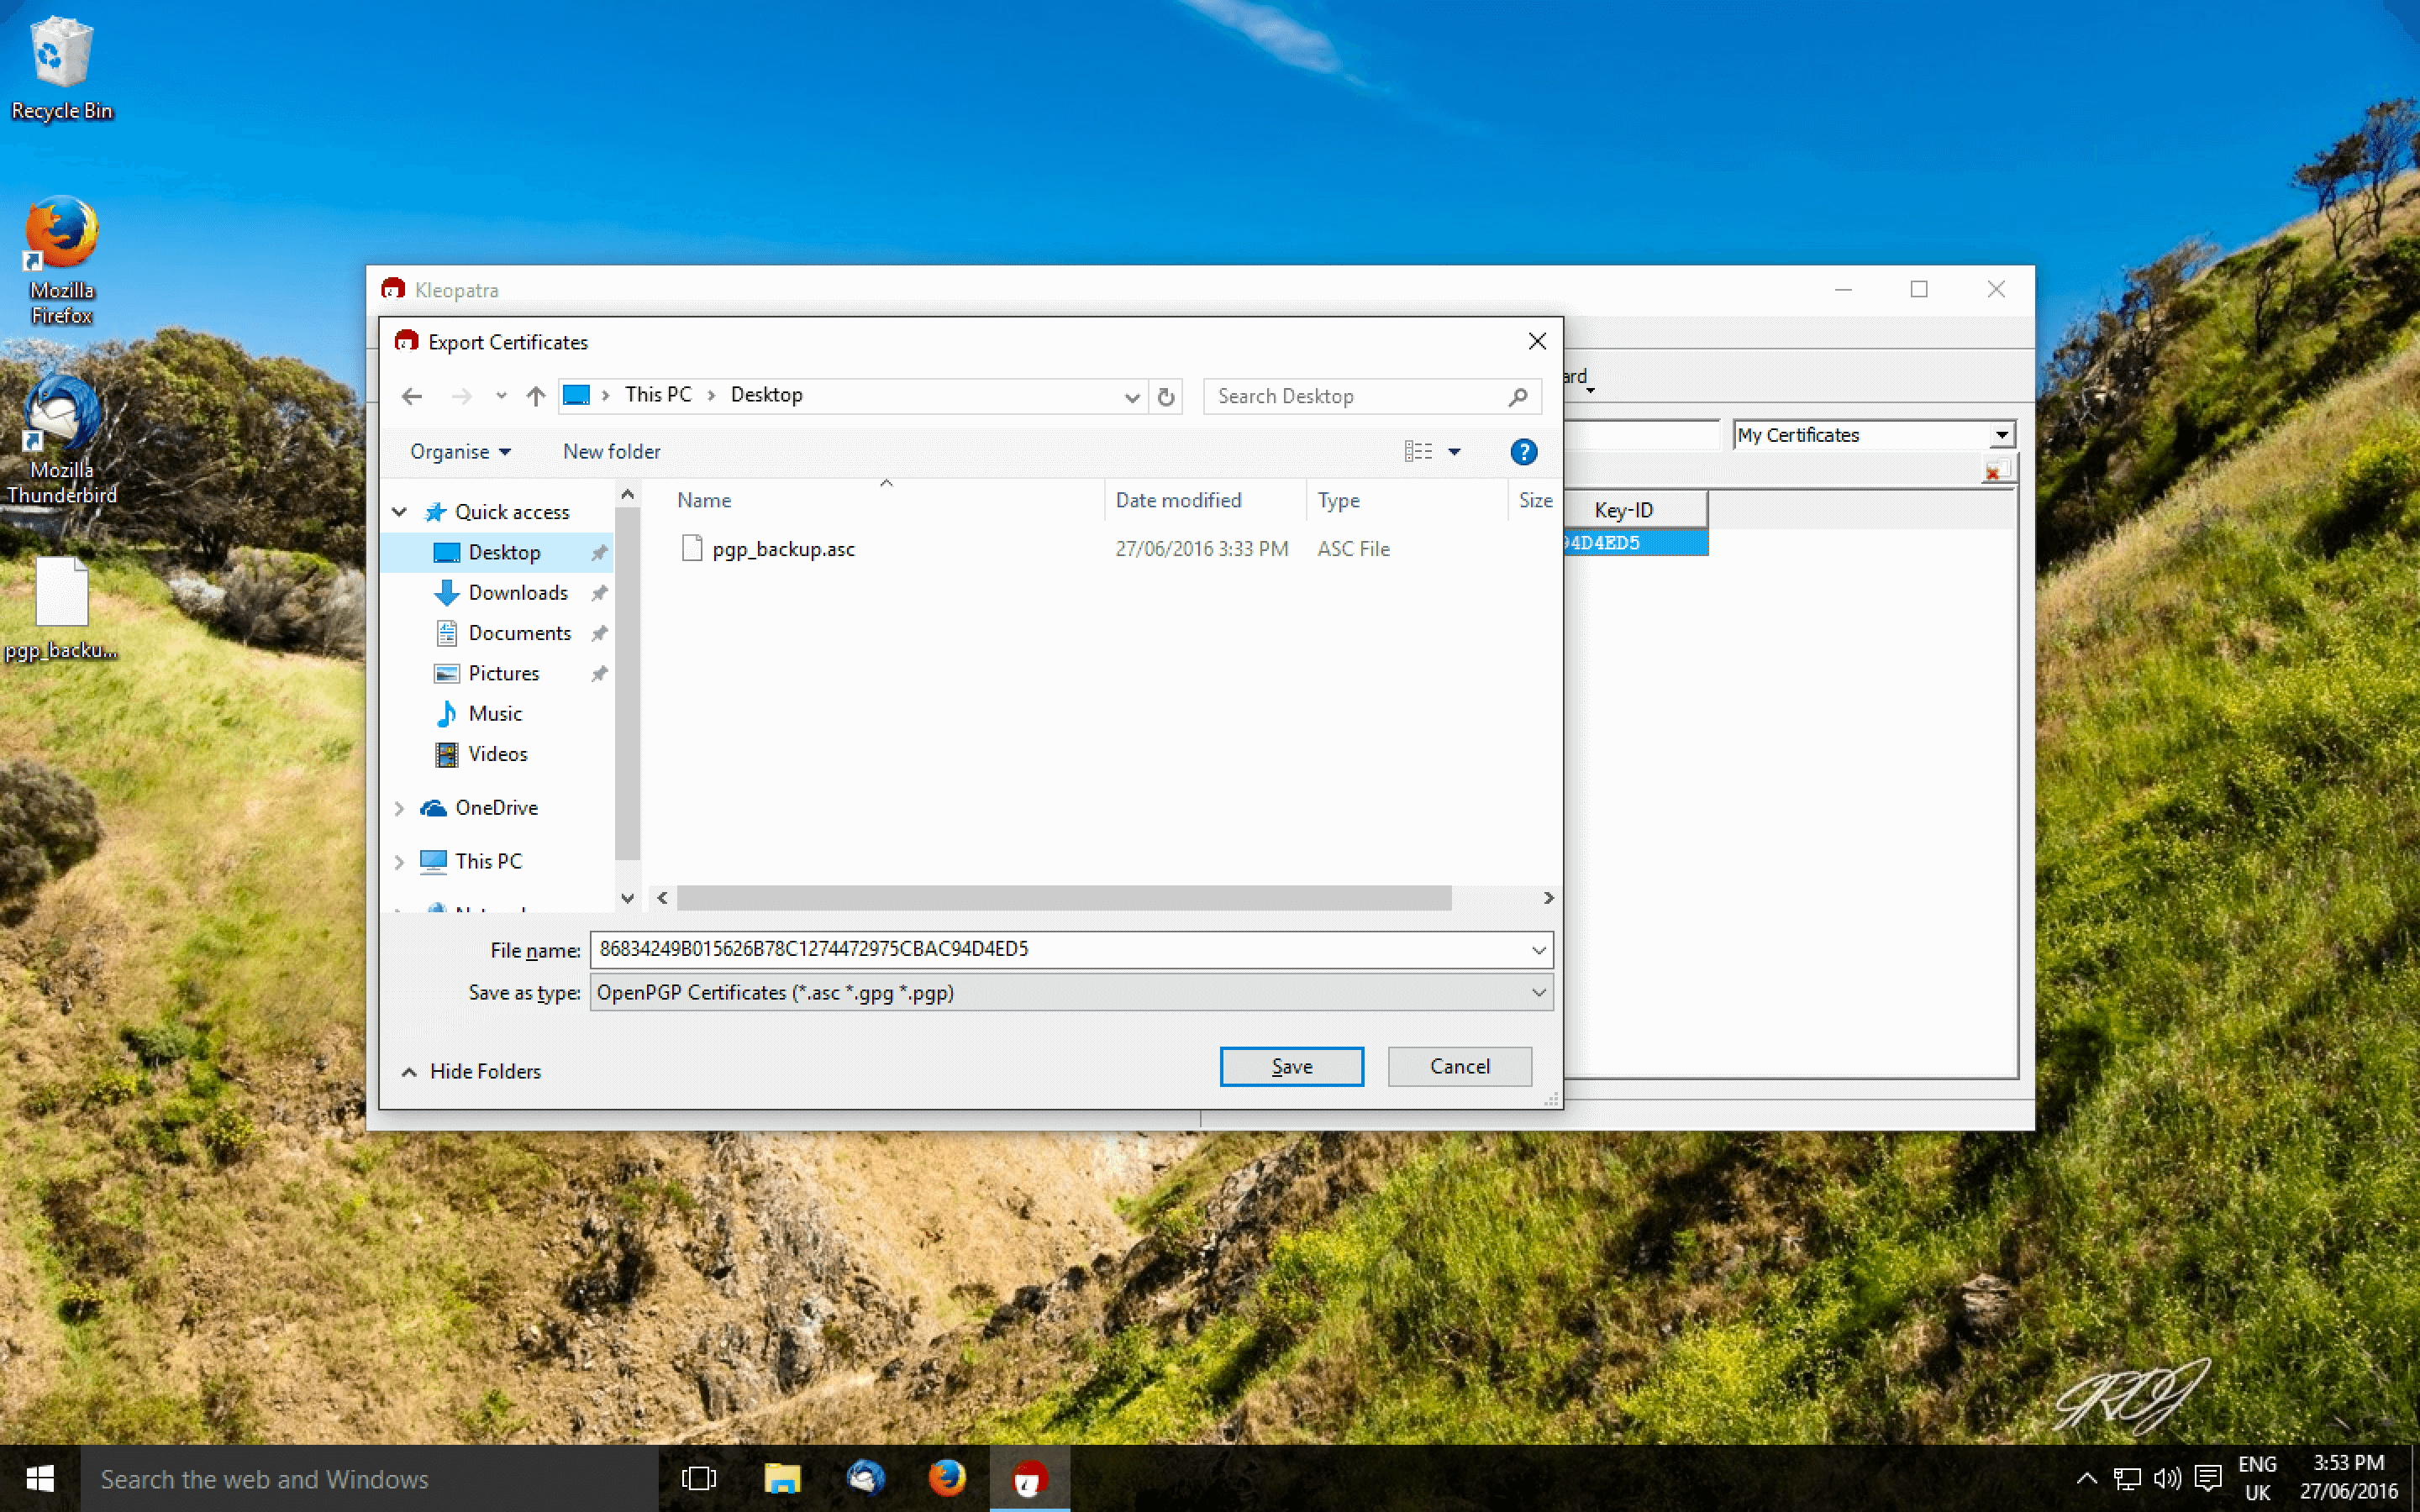 Recycle Bin
Mozilla
Firefox
Mozilla
Thunderbird
pgp_backu...
Kleopatra
Export Certificates
This PC
Desktop
Search Desktop
Organise
New folder
My Certificates
Key-ID
94D4ED5
Name
Date modified
Type
Size
Quick access
Desktop
Downloads
Documents
Pictures
Music
Videos
OneDrive
This PC
pgp_backup.asc
27/06/2016 3:33 PM
ASC File
File name:
86834249B015626B78C1274472975CBAC94D4ED5
Save as type:
OpenPGP Certificates (*.asc *.gpg *.pgp)
Hide Folders
Save
Cancel
Search the web and Windows
ENG
UK
3:53 PM
27/06/2016